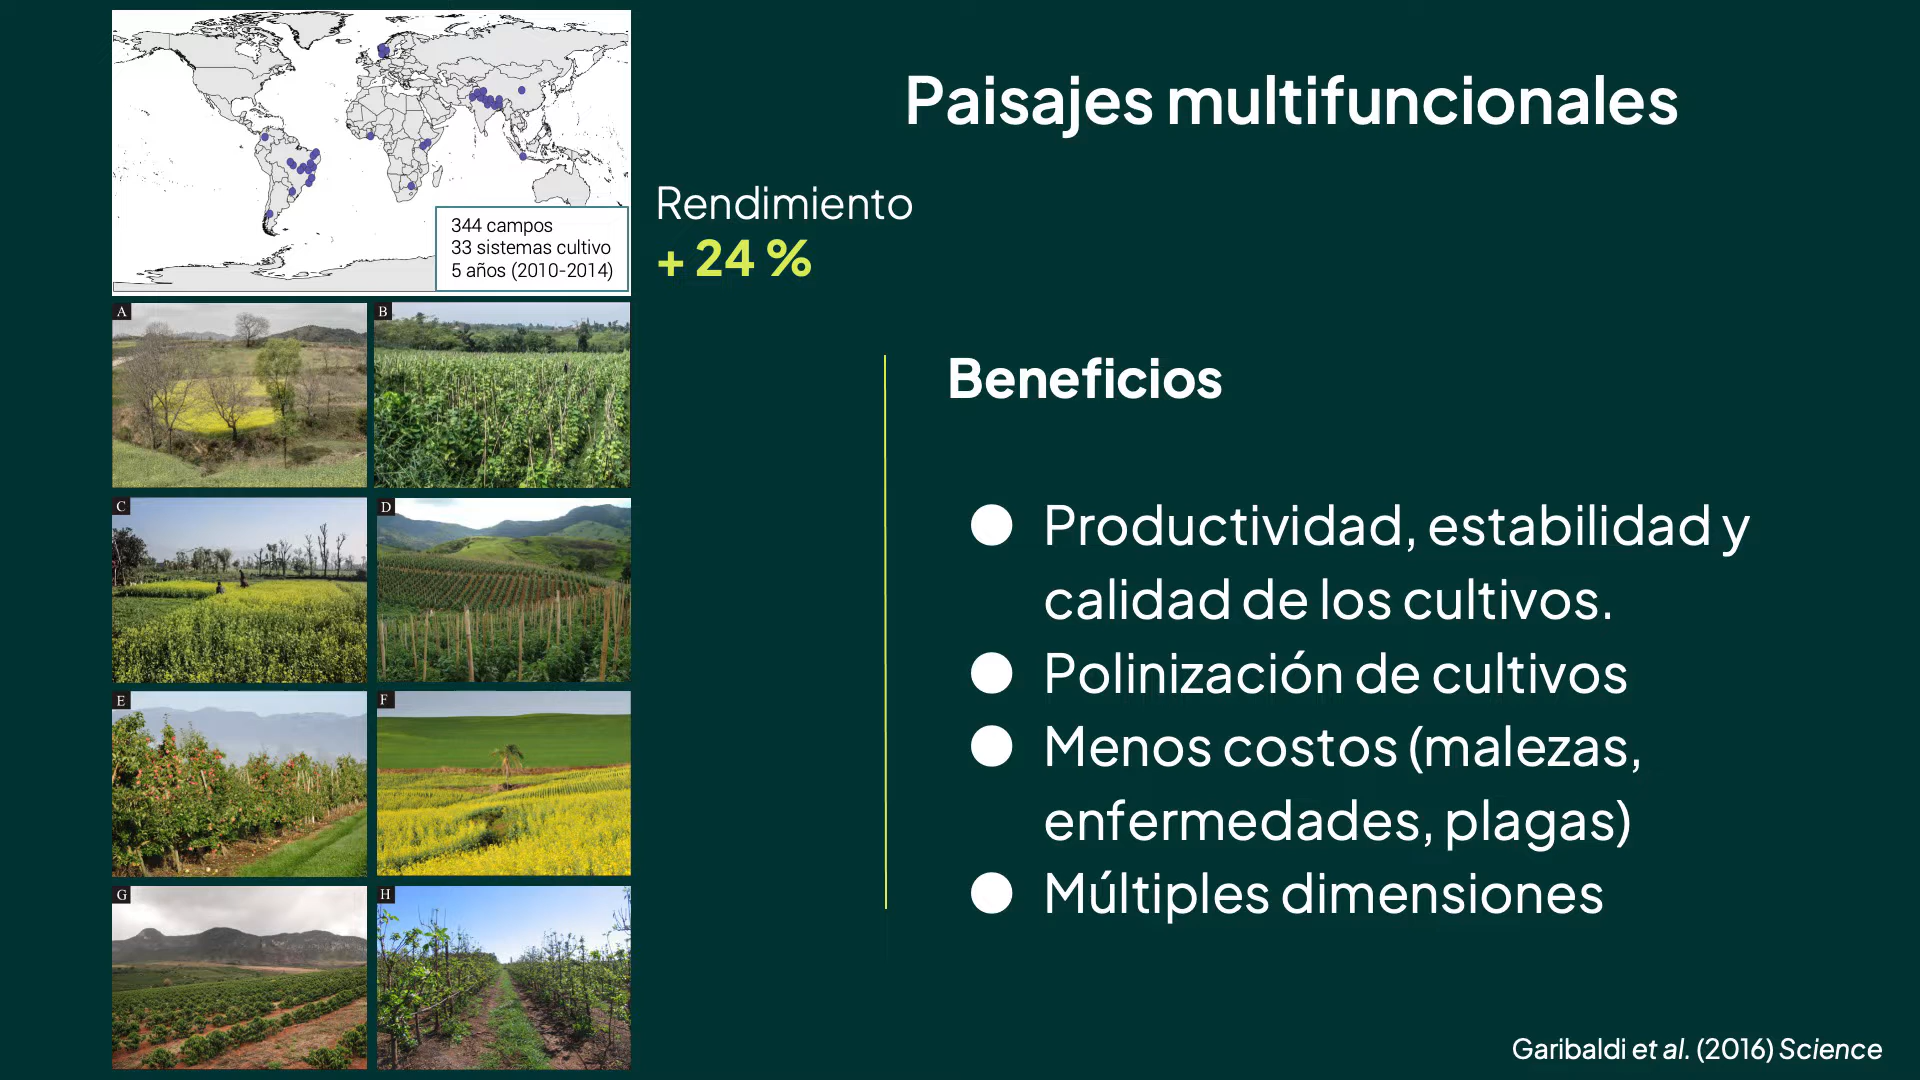 Paisajes multifuncionales
344 campos
33 sistemas cultivo
5 años (2010-2014)
Rendimiento
+ 24 %
A
B
C
D
E
F
G
H
Beneficios
● Productividad, estabilidad y
calidad de los cultivos.
● Polinización de cultivos
● Menos costos (malezas,
enfermedades, plagas)
● Múltiples dimensiones
Garibaldi et al. (2016) Science